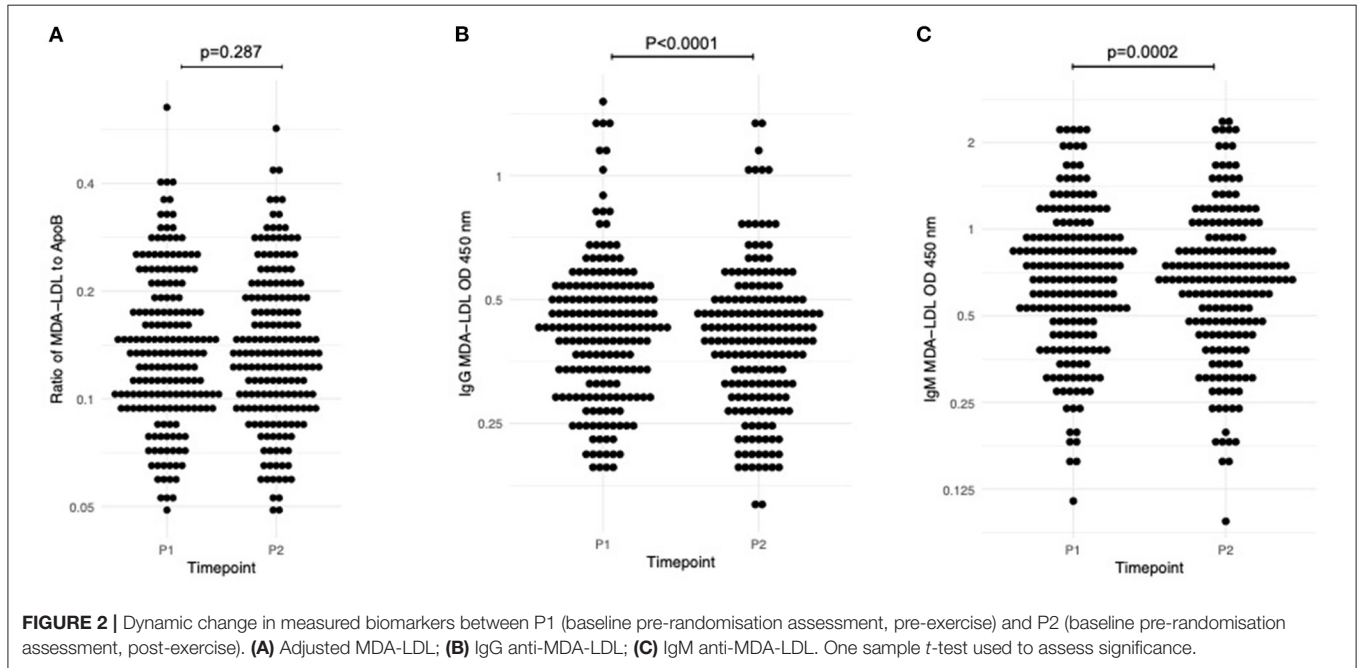 A
p=0.287
Ratio of MDA-LDL to ApoB
0.4
0.2
0.1
0.05
P1 P2
Timepoint
B
P<0.0001
IgG MDA-LDL OD 450 nm
1
0.5
0.25
P1 P2
Timepoint
C
p=0.0002
IgM MDA-LDL OD 450 nm
2
1
0.5
0.25
0.125
P1 P2
Timepoint
FIGURE 2 | Dynamic change in measured biomarkers between P1 (baseline pre-randomisation assessment, pre-exercise) and P2 (baseline pre-randomisation
assessment, post-exercise). (A) Adjusted MDA-LDL; (B) IgG anti-MDA-LDL; (C) IgM anti-MDA-LDL. One sample t-test used to assess significance.